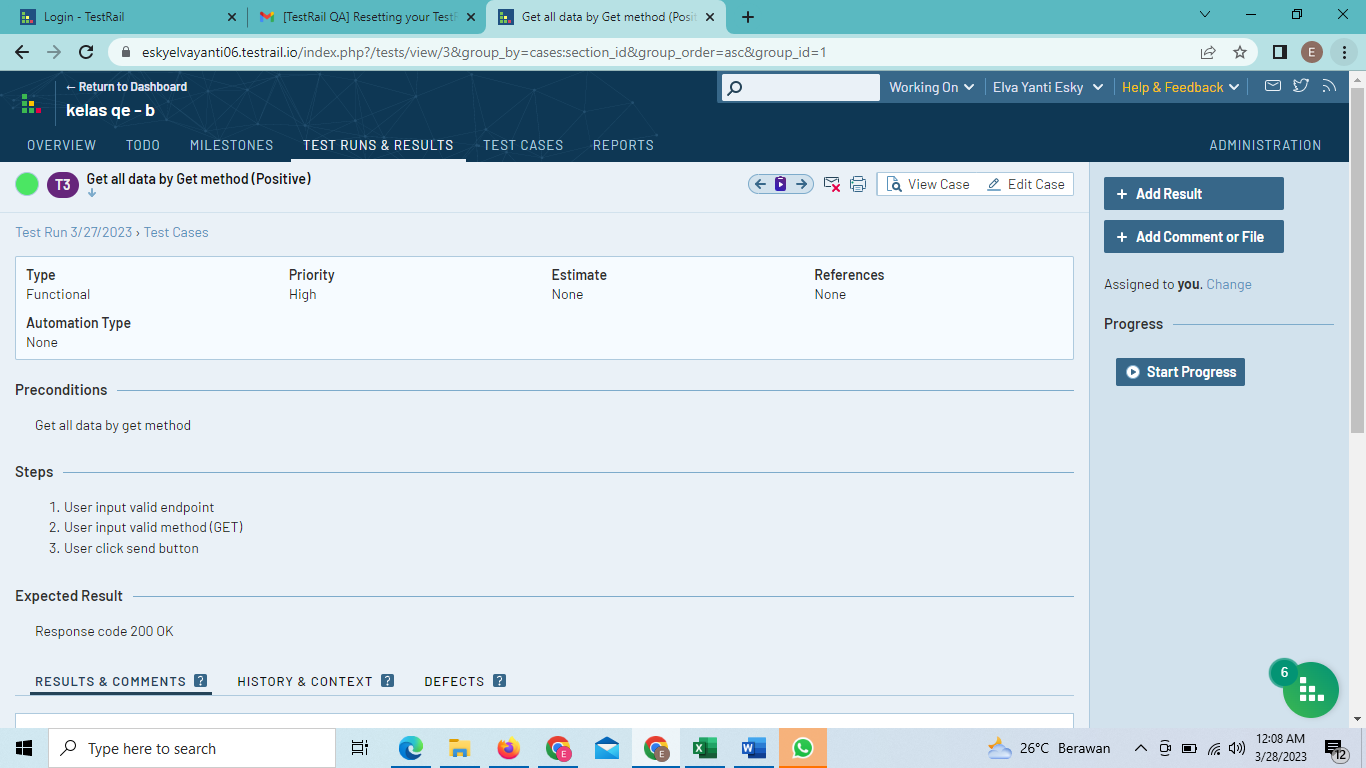 Login - TestRail
[TestRail QA] Resetting your TestR
Get all data by Get method (Posit
eskyelvayanti06.testrail.io/index.php?/tests/view/3&group_by=cases:section_id&group_order=asc&group_id=1
E
← Return to Dashboard
kelas qe - b
Working On
Elva Yanti Esky
Help & Feedback
OVERVIEW
TODO
MILESTONES
TEST RUNS & RESULTS
TEST CASES
REPORTS
ADMINISTRATION
T3
Get all data by Get method (Positive)
View Case
Edit Case
Test Run 3/27/2023 › Test Cases
Type
Functional
Priority
High
Estimate
None
References
None
Automation Type
None
Preconditions
Get all data by get method
Steps
1. User input valid endpoint
2. User input valid method (GET)
3. User click send button
Expected Result
Response code 200 OK
RESULTS & COMMENTS ?
HISTORY & CONTEXT ?
DEFECTS ?
+ Add Result
+ Add Comment or File
Assigned to you. Change
Progress
Start Progress
6
Type here to search
E
E
26°C Berawan
12:08 AM
3/28/2023
12